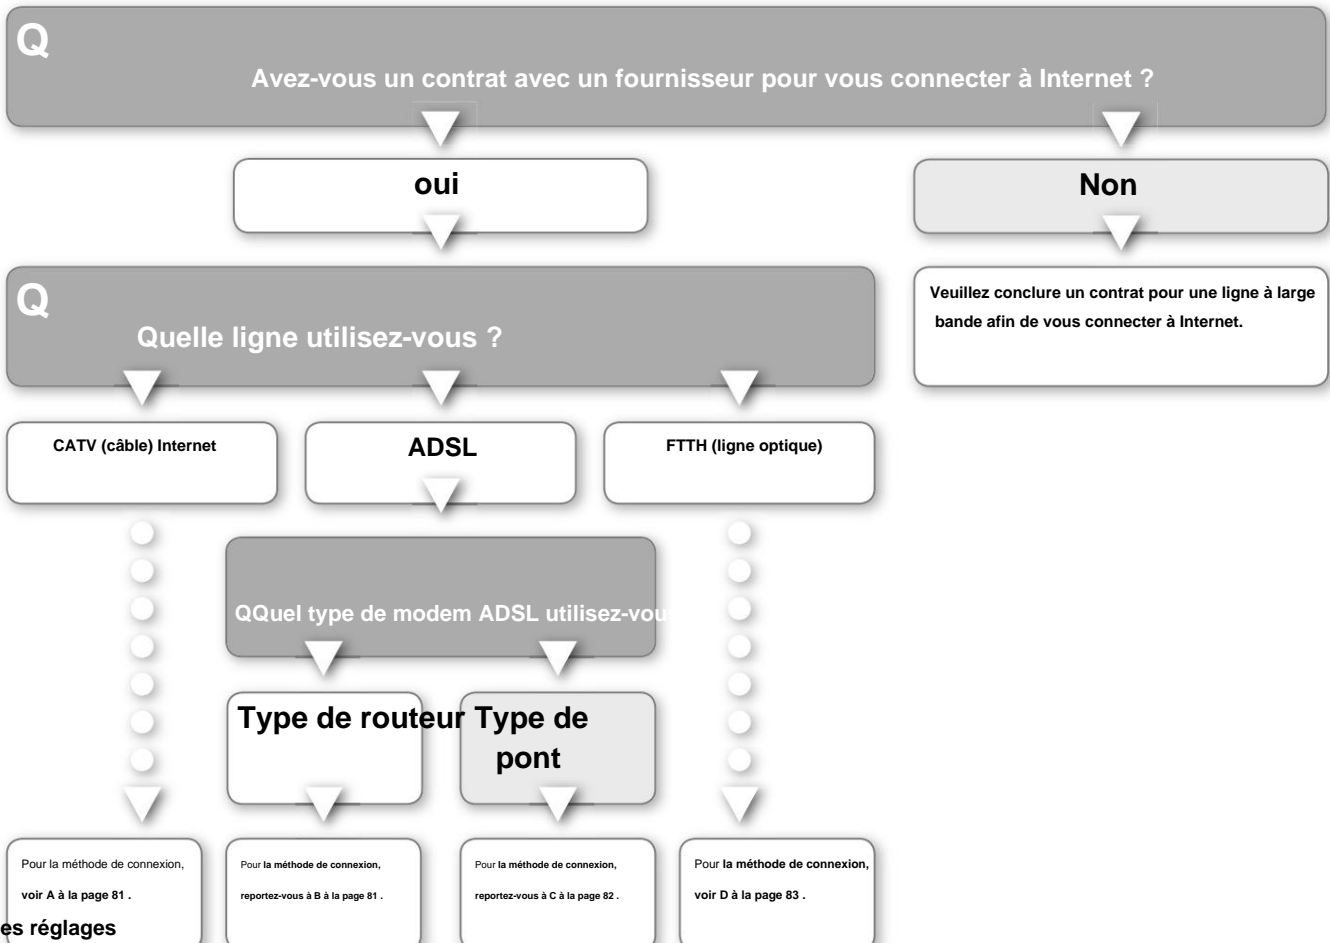 Q
Avez-vous un contrat avec un fournisseur pour vous connecter à Internet ?
oui
Non
Q
Quelle ligne utilisez-vous ?
Veuillez conclure un contrat pour une ligne à large
bande afin de vous connecter à Internet.
CATV (câble) Internet
ADSL
FTTH (ligne optique)
QQuel type de modem ADSL utilisez-vou
Type de routeur
Type de
pont
Pour la méthode de connexion,
voir A à la page 81 .
Pour la méthode de connexion,
reportez-vous à B à la page 81 .
Pour la méthode de connexion,
reportez-vous à C à la page 82 .
Pour la méthode de connexion,
voir D à la page 83 .
es réglages